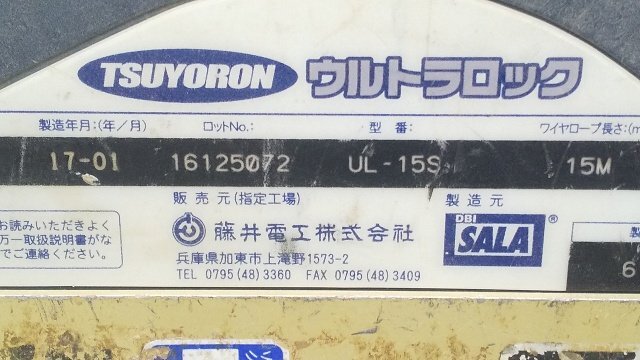 TSUYORON ウルトラロック
製造年月:(年/月) ロットNo.: 型番: ワイヤロープ長さ:(m
17-01 16125072 UL-15S 15M
販売元(指定工場) 製造元
お読みいただきよく
万一取扱説明書がな
でご連絡ください。
藤井電工株式会社
兵庫県加東市上滝野1573-2
TEL 0795(48)3360 FAX 0795(48)3409
DBI
SALA®
製
6